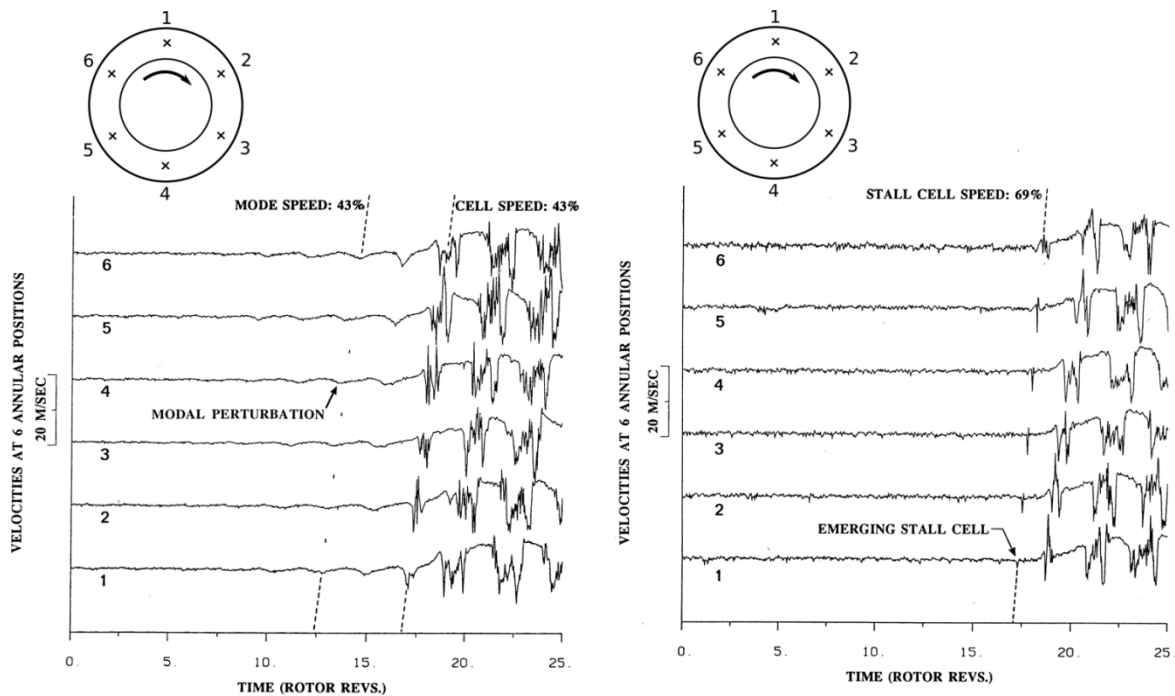 1
6
2
5
3
4
MODE SPEED: 43%
CELL SPEED: 43%
6
5
4
MODAL PERTURBATION
3
2
1
VELOCITIES AT 6 ANNULAR POSITIONS
20 M/SEC
0. 5. 10. 15. 20. 25.
TIME (ROTOR REVS.)
1
6
2
5
3
4
STALL CELL SPEED: 69%
6
5
4
3
2
EMERGING STALL CELL
1
VELOCITIES AT 6 ANNULAR POSITIONS
20 M/SEC
0. 5. 10. 15. 20. 25.
TIME (ROTOR REVS.)